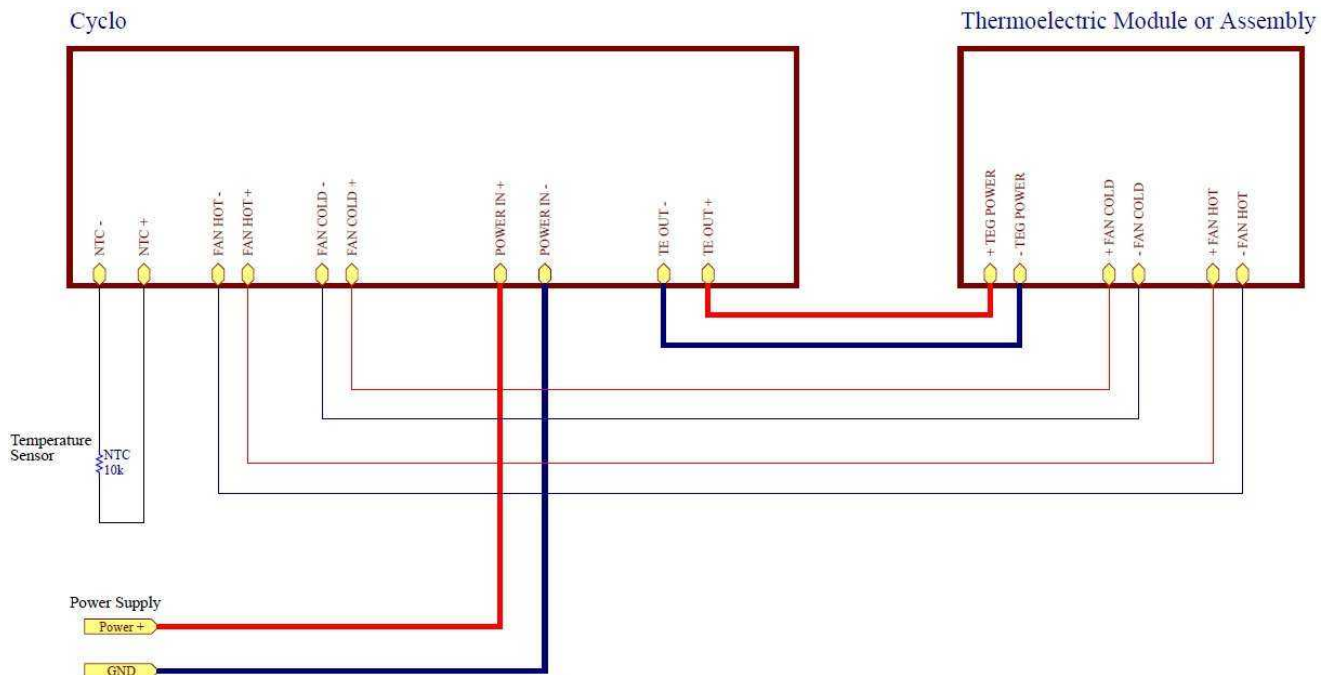 Cyclo
Thermoelectric Module or Assembly
NTC -
NTC +
FAN HOT -
FAN HOT +
FAN COLD -
FAN COLD +
POWER IN +
POWER IN -
TE OUT -
TE OUT +
+ TEG POWER
- TEG POWER
+ FAN COLD
- FAN COLD
+ FAN HOT
- FAN HOT
Temperature
Sensor
NTC
10k
Power Supply
Power +
GND